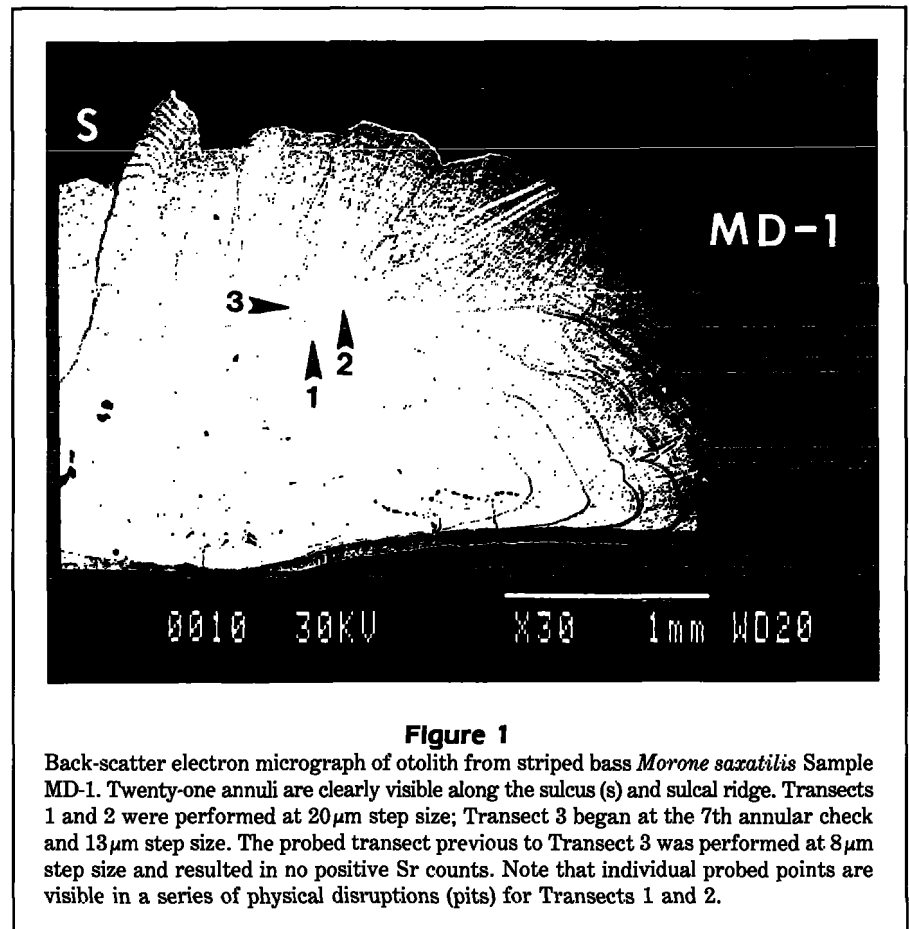 S
MD-1
3
2
1
0010 30KV X30 1mm WD20
Figure 1
Back-scatter electron micrograph of otolith from striped bass Morone saxatilis Sample
MD-1. Twenty-one annuli are clearly visible along the sulcus (s) and sulcal ridge. Transects
1 and 2 were performed at 20μm step size; Transect 3 began at the 7th annular check
and 13μm step size. The probed transect previous to Transect 3 was performed at 8μm
step size and resulted in no positive Sr counts. Note that individual probed points are
visible in a series of physical disruptions (pits) for Transects 1 and 2.